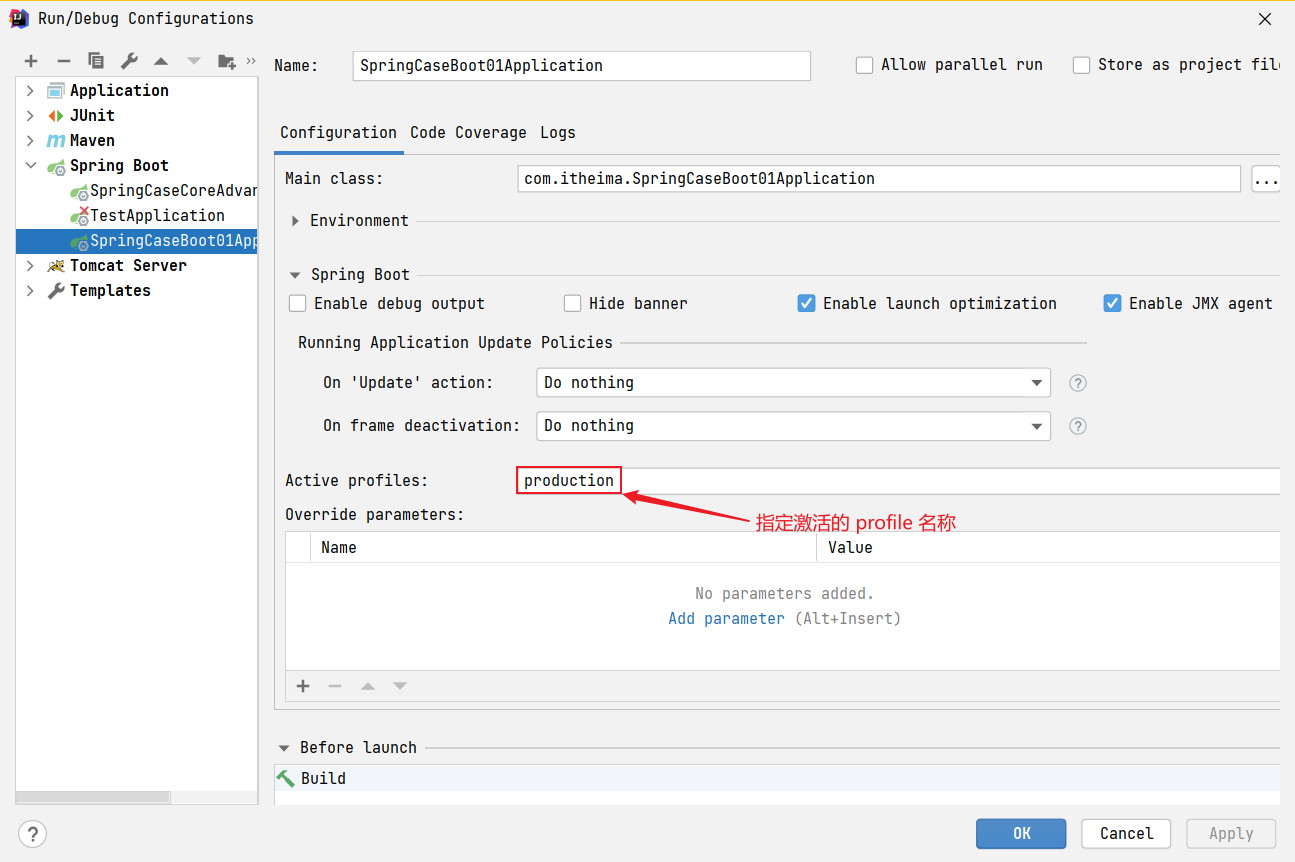 Run/Debug Configurations
Name:
SpringCaseBoot01Application
Allow parallel run
Store as project file
Application
JUnit
Maven
Spring Boot
SpringCaseCoreAdvan
TestApplication
SpringCaseBoot01App
Tomcat Server
Templates
Configuration Code Coverage Logs
Main class:
com.itheima.SpringCaseBoot01Application
...
Environment
Spring Boot
Enable debug output
Hide banner
Enable launch optimization
Enable JMX agent
Running Application Update Policies
On 'Update' action:
Do nothing
?
On frame deactivation:
Do nothing
?
Active profiles:
production
指定激活的 profile 名称
Override parameters:
Name
Value
No parameters added.
Add parameter (Alt+Insert)
Before launch
Build
?
OK
Cancel
Apply